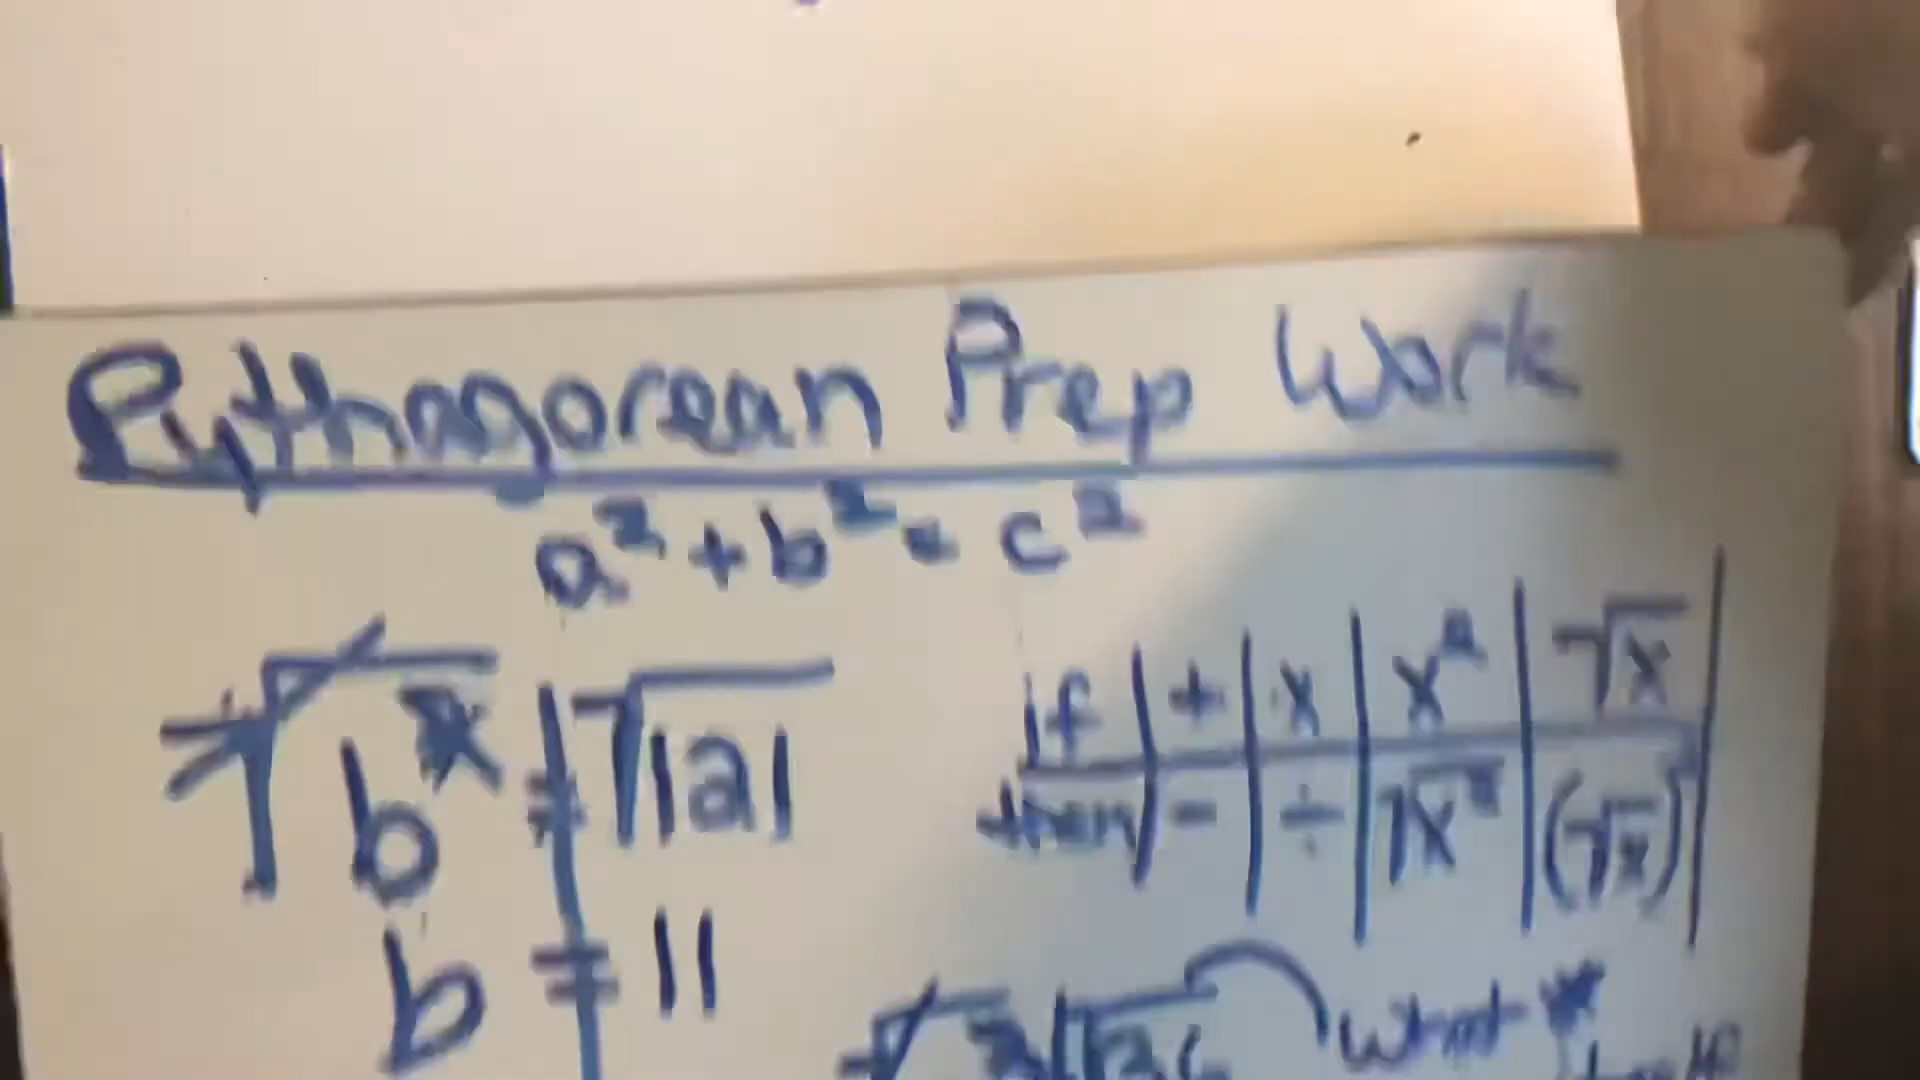 Pythagorean Prep Work
a² + b² = c²
√b² = √121
b = 11
if | + | x | x² | √x
then | - | ÷ | √x² | (√x)²
What